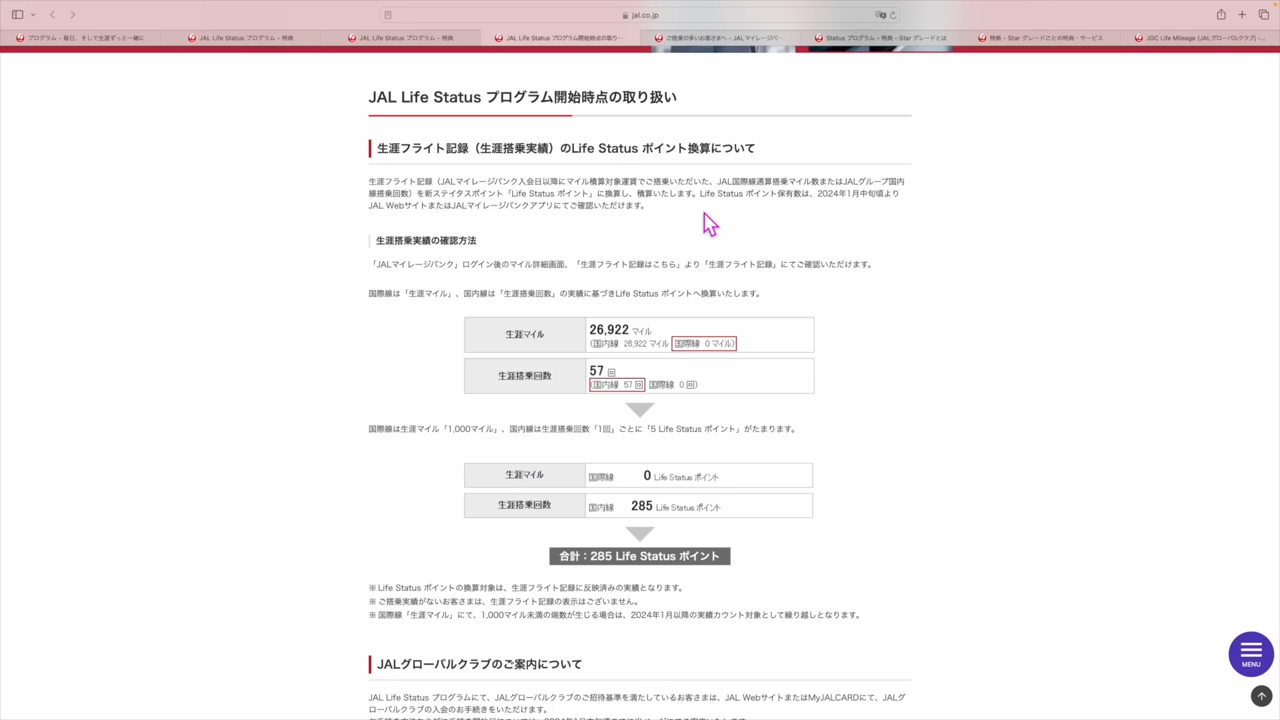 jal.co.jp
プログラム - 毎日、そして生涯ずっと一緒に
JAL Life Status プログラム - 特典
JAL Life Status プログラム - 特典
JAL Life Status プログラム開始時点の取り…
ご搭乗の多いお客さまへ - JALマイレージバ…
Status プログラム - 特典 - Star グレードとは
特典 - Star グレードごとの特典・サービス
JGC Life Mileage (JALグローバルクラブ) -…
JAL Life Status プログラム開始時点の取り扱い
生涯フライト記録（生涯搭乗実績）のLife Status ポイント換算について
生涯フライト記録（JALマイレージバンク入会日以降にマイル積算対象運賃でご搭乗いただいた、JAL国際線通算搭乗マイル数またはJALグループ国内
線搭乗回数）を新ステイタスポイント「Life Status ポイント」に換算し、積算いたします。Life Status ポイント保有数は、2024年1月中旬頃より
JAL WebサイトまたはJALマイレージバンクアプリにてご確認いただけます。
生涯搭乗実績の確認方法
「JALマイレージバンク」ログイン後のマイル詳細画面、「生涯フライト記録はこちら」より「生涯フライト記録」にてご確認いただけます。
国際線は「生涯マイル」、国内線は「生涯搭乗回数」の実績に基づきLife Status ポイントへ換算いたします。
生涯マイル 26,922 マイル
（国内線 26,922 マイル 国際線 0 マイル）
生涯搭乗回数 57 回
（国内線 57 回 国際線 0 回）
国際線は生涯マイル「1,000マイル」、国内線は生涯搭乗回数「1回」ごとに「5 Life Status ポイント」がたまります。
生涯マイル 国際線 0 Life Status ポイント
生涯搭乗回数 国内線 285 Life Status ポイント
合計：285 Life Status ポイント
※ Life Status ポイントの換算対象は、生涯フライト記録に反映済みの実績となります。
※ ご搭乗実績がないお客さまは、生涯フライト記録の表示はございません。
※ 国際線「生涯マイル」にて、1,000マイル未満の端数が生じる場合は、2024年1月以降の実績カウント対象として繰り越しとなります。
MENU
JALグローバルクラブのご案内について
JAL Life Status プログラムにて、JALグローバルクラブのご招待基準を満たしているお客さまは、JAL WebサイトまたはMyJALCARDにて、JALグ
ローバルクラブの入会のお手続きをいただけます。